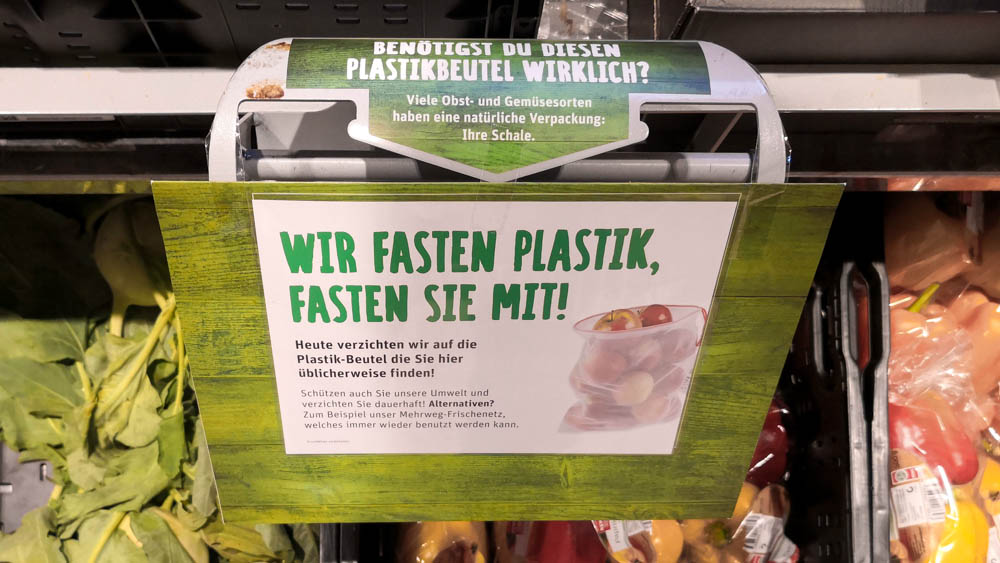 BENÖTIGST DU DIESEN
PLASTIKBEUTEL WIRKLICH?
Viele Obst- und Gemüsesorten
haben eine natürliche Verpackung:
Ihre Schale.
WIR FASTEN PLASTIK,
FASTEN SIE MIT!
Heute verzichten wir auf die
Plastik-Beutel die Sie hier
üblicherweise finden!
Schützen auch Sie unsere Umwelt und
verzichten Sie dauerhaft! Alternativen?
Zum Beispiel unser Mehrweg-Frischenetz,
welches immer wieder benutzt werden kann.